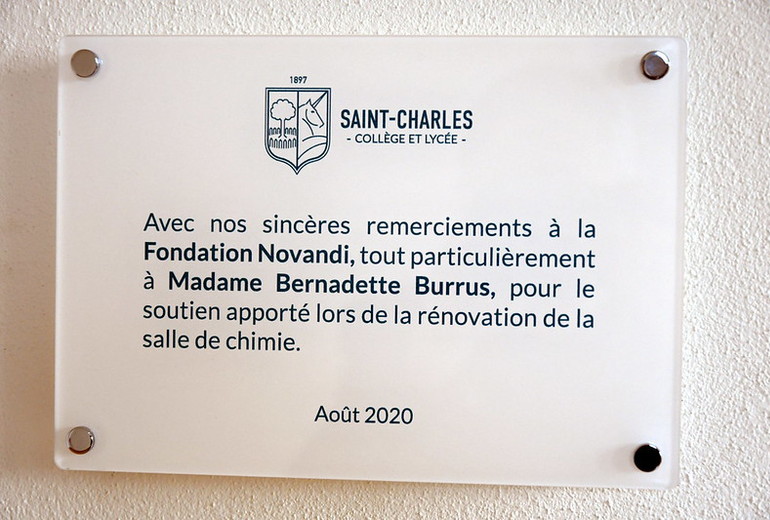 1897
SAINT-CHARLES
- COLLÈGE ET LYCÉE -
Avec nos sincères remerciements à la
Fondation Novandi, tout particulièrement
à Madame Bernadette Burrus, pour le
soutien apporté lors de la rénovation de la
salle de chimie.
Août 2020